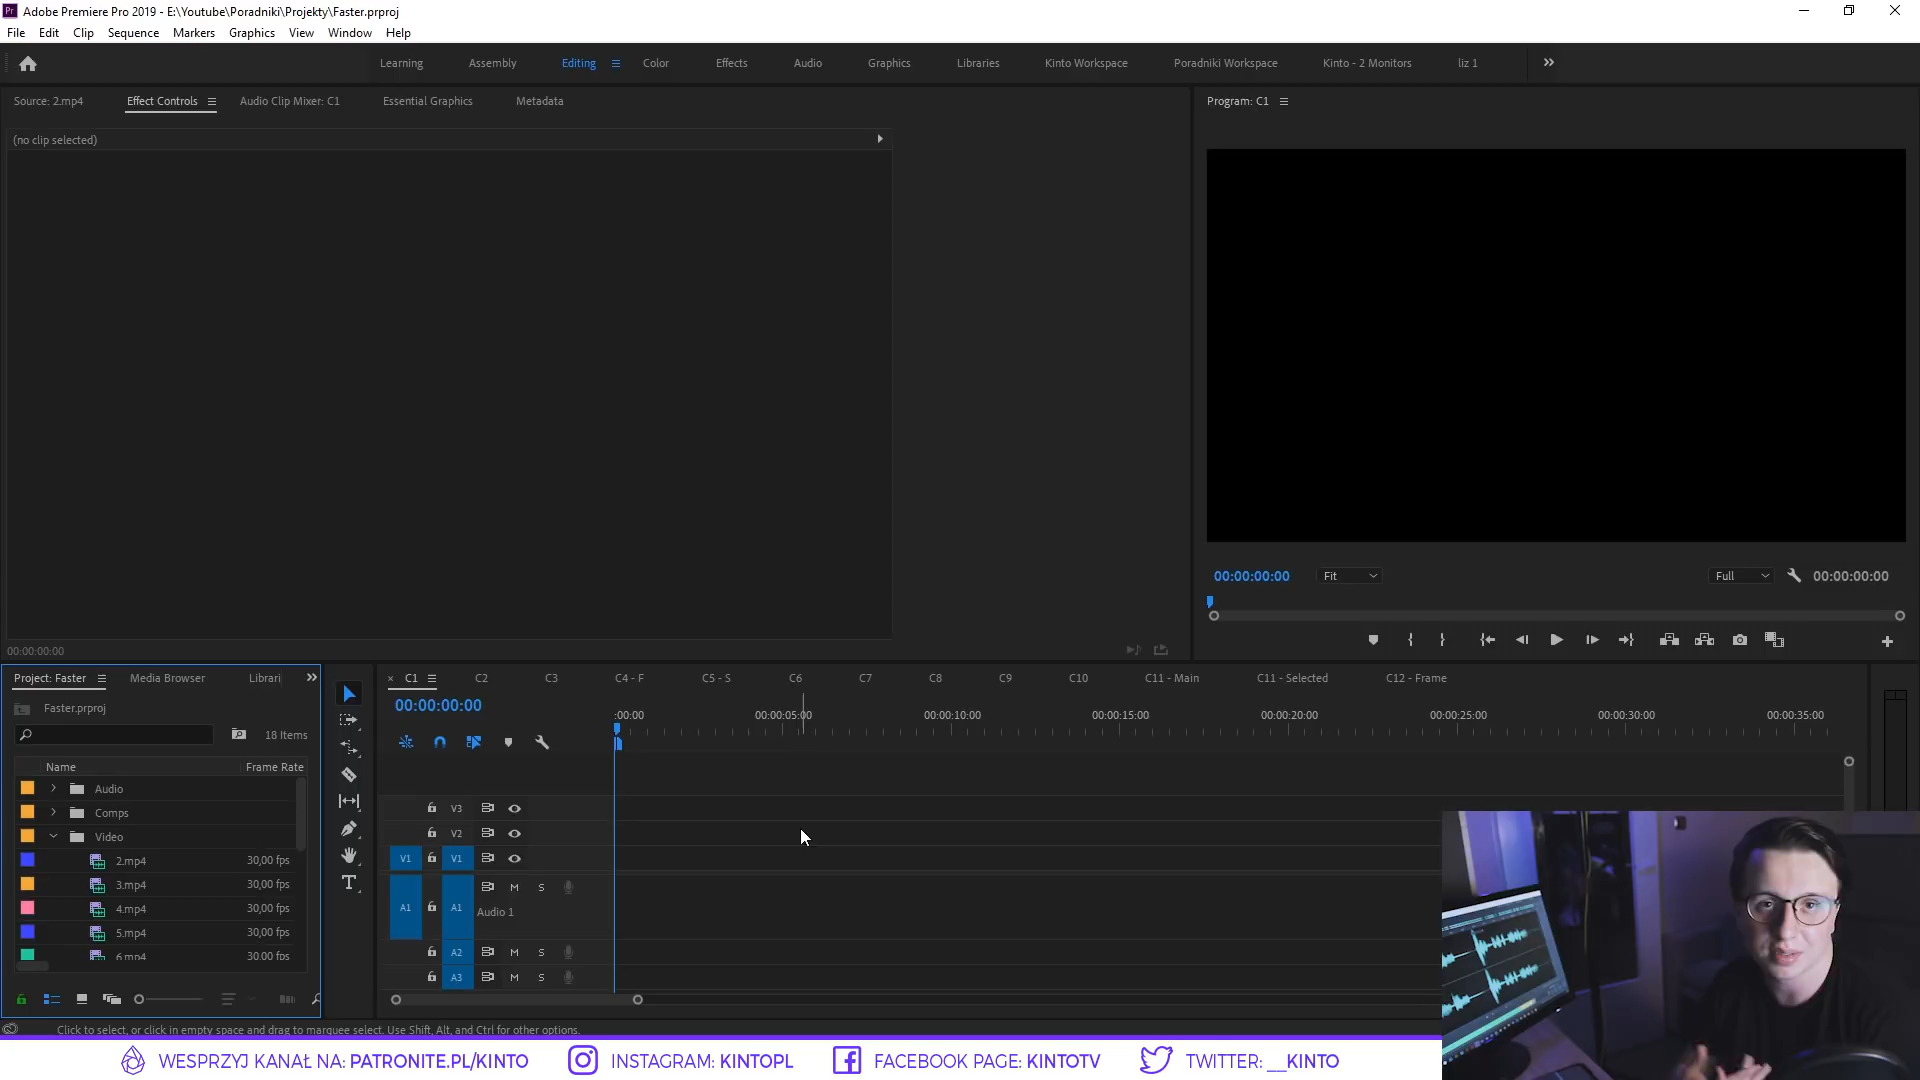 Adobe Premiere Pro 2019 - E:\Youtube\Poradniki\Projekty\Faster.prproj
File Edit Clip Sequence Markers Graphics View Window Help
Learning Assembly Editing Color Effects Audio Graphics Libraries Kinto Workspace Poradniki Workspace Kinto - 2 Monitors liz 1
Source: 2.mp4 Effect Controls Audio Clip Mixer: C1 Essential Graphics Metadata
Program: C1
(no clip selected)
00:00:00:00 Fit Full 00:00:00:00
00:00:00:00
Project: Faster Media Browser Librari
C1 C2 C3 C4 - F C5 - S C6 C7 C8 C9 C10 C11 - Main C11 - Selected C12 - Frame
Faster.prproj
00:00:00:00
:00:00 00:00:05:00 00:00:10:00 00:00:15:00 00:00:20:00 00:00:25:00 00:00:30:00 00:00:35:00
18 Items
Name Frame Rate
Audio
Comps
Video
2.mp4 30,00 fps
3.mp4 30,00 fps
4.mp4 30,00 fps
5.mp4 30,00 fps
6.mp4 30,00 fps
V3
V2
V1 V1
A1 A1 M S
Audio 1
A2 M S
A3 M S
Click to select, or click in empty space and drag to marquee select. Use Shift, Alt, and Ctrl for other options.
WESPRZYJ KANAŁ NA: PATRONITE.PL/KINTO INSTAGRAM: KINTOPL FACEBOOK PAGE: KINTOTV TWITTER: __KINTO